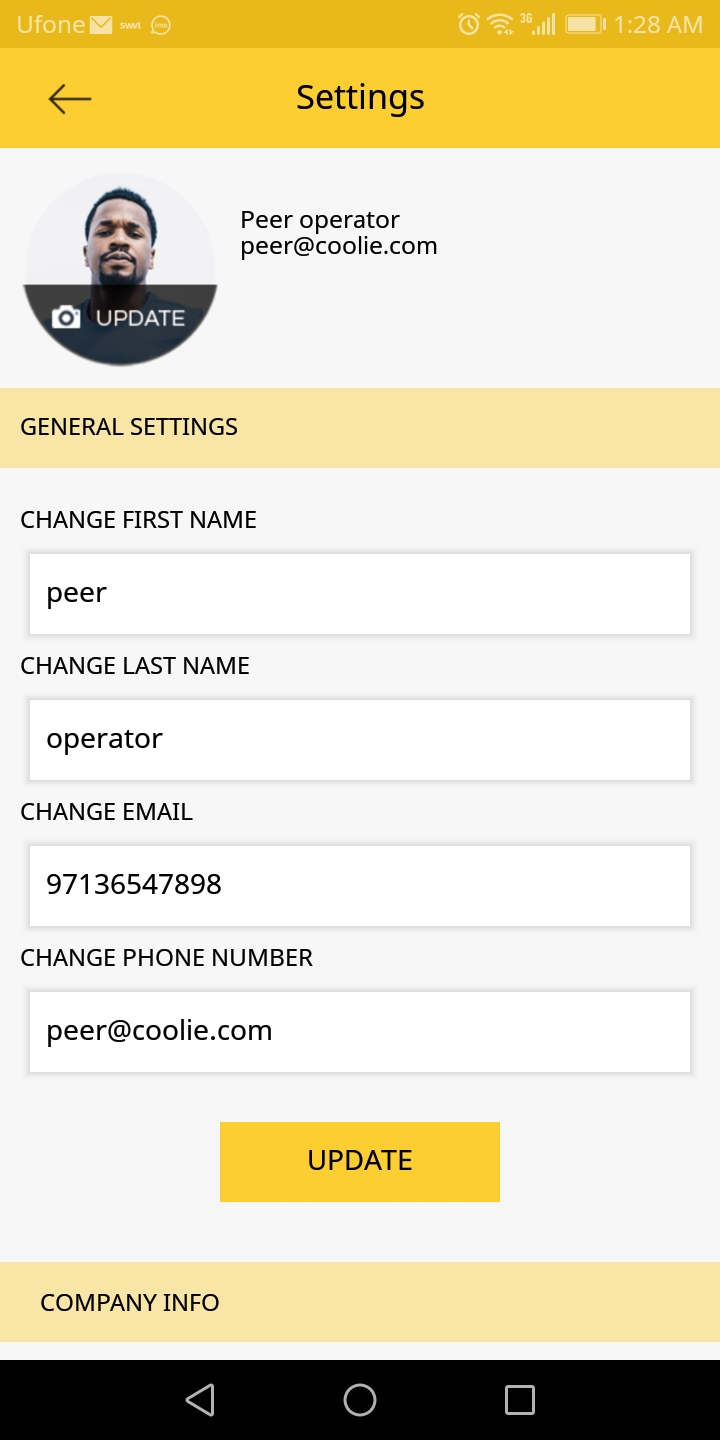 Ufone swvl imo 3G 1:28 AM
Settings
Peer operator
peer@coolie.com
UPDATE
GENERAL SETTINGS
CHANGE FIRST NAME
peer
CHANGE LAST NAME
operator
CHANGE EMAIL
97136547898
CHANGE PHONE NUMBER
peer@coolie.com
UPDATE
COMPANY INFO